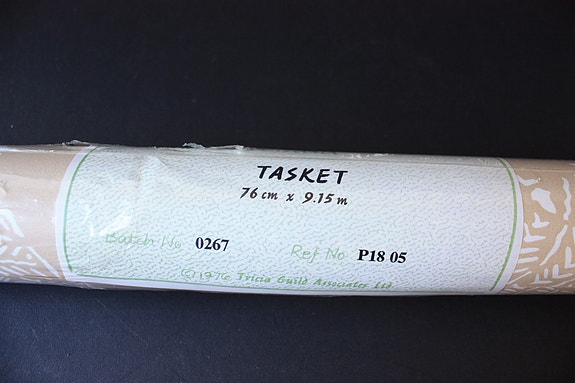 TASKET
76 cm x 9.15 m
Batch No 0267 Ref No P18 05
(C) 1976 Tricia Guild Associates Ltd